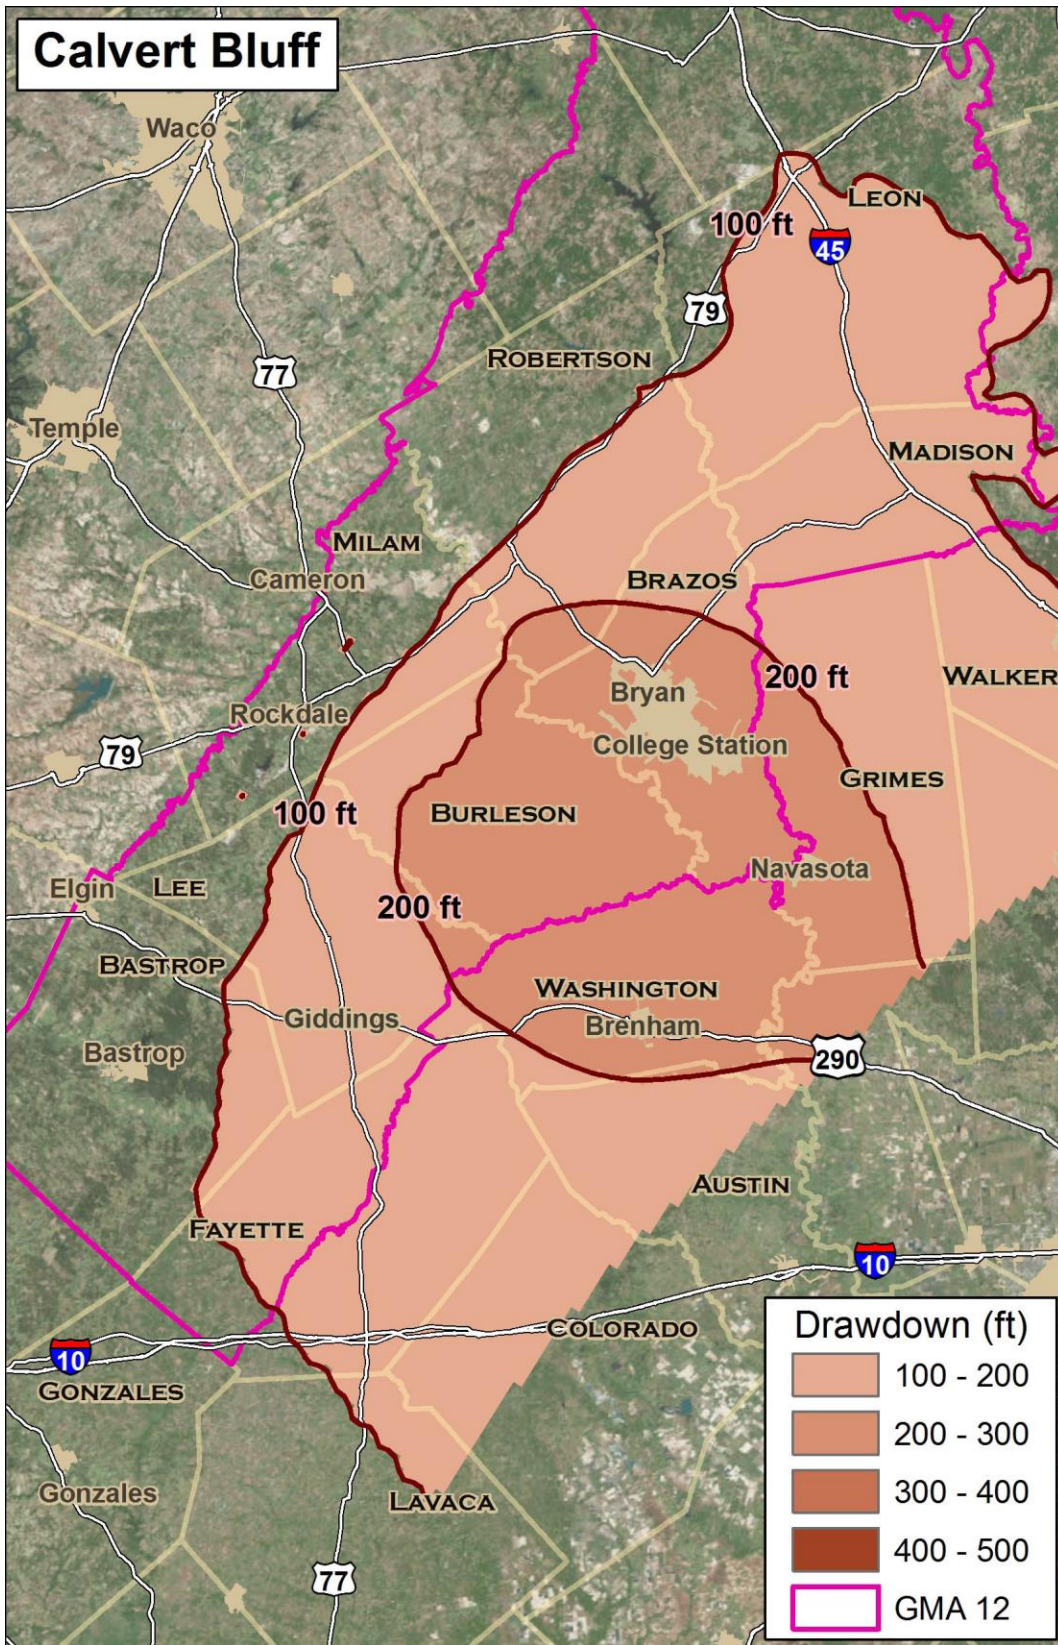 Calvert Bluff
Waco
LEON
100 ft
45
79
ROBERTSON
77
Temple
MADISON
MILAM
Cameron
BRAZOS
200 ft
WALKER
Bryan
Rockdale
College Station
79
GRIMES
100 ft
BURLESON
Navasota
Elgin
LEE
200 ft
BASTROP
WASHINGTON
Giddings
Brenham
Bastrop
290
AUSTIN
FAYETTE
10
COLORADO
10
GONZALES
Gonzales
LAVACA
77
Drawdown (ft)
100 - 200
200 - 300
300 - 400
400 - 500
GMA 12